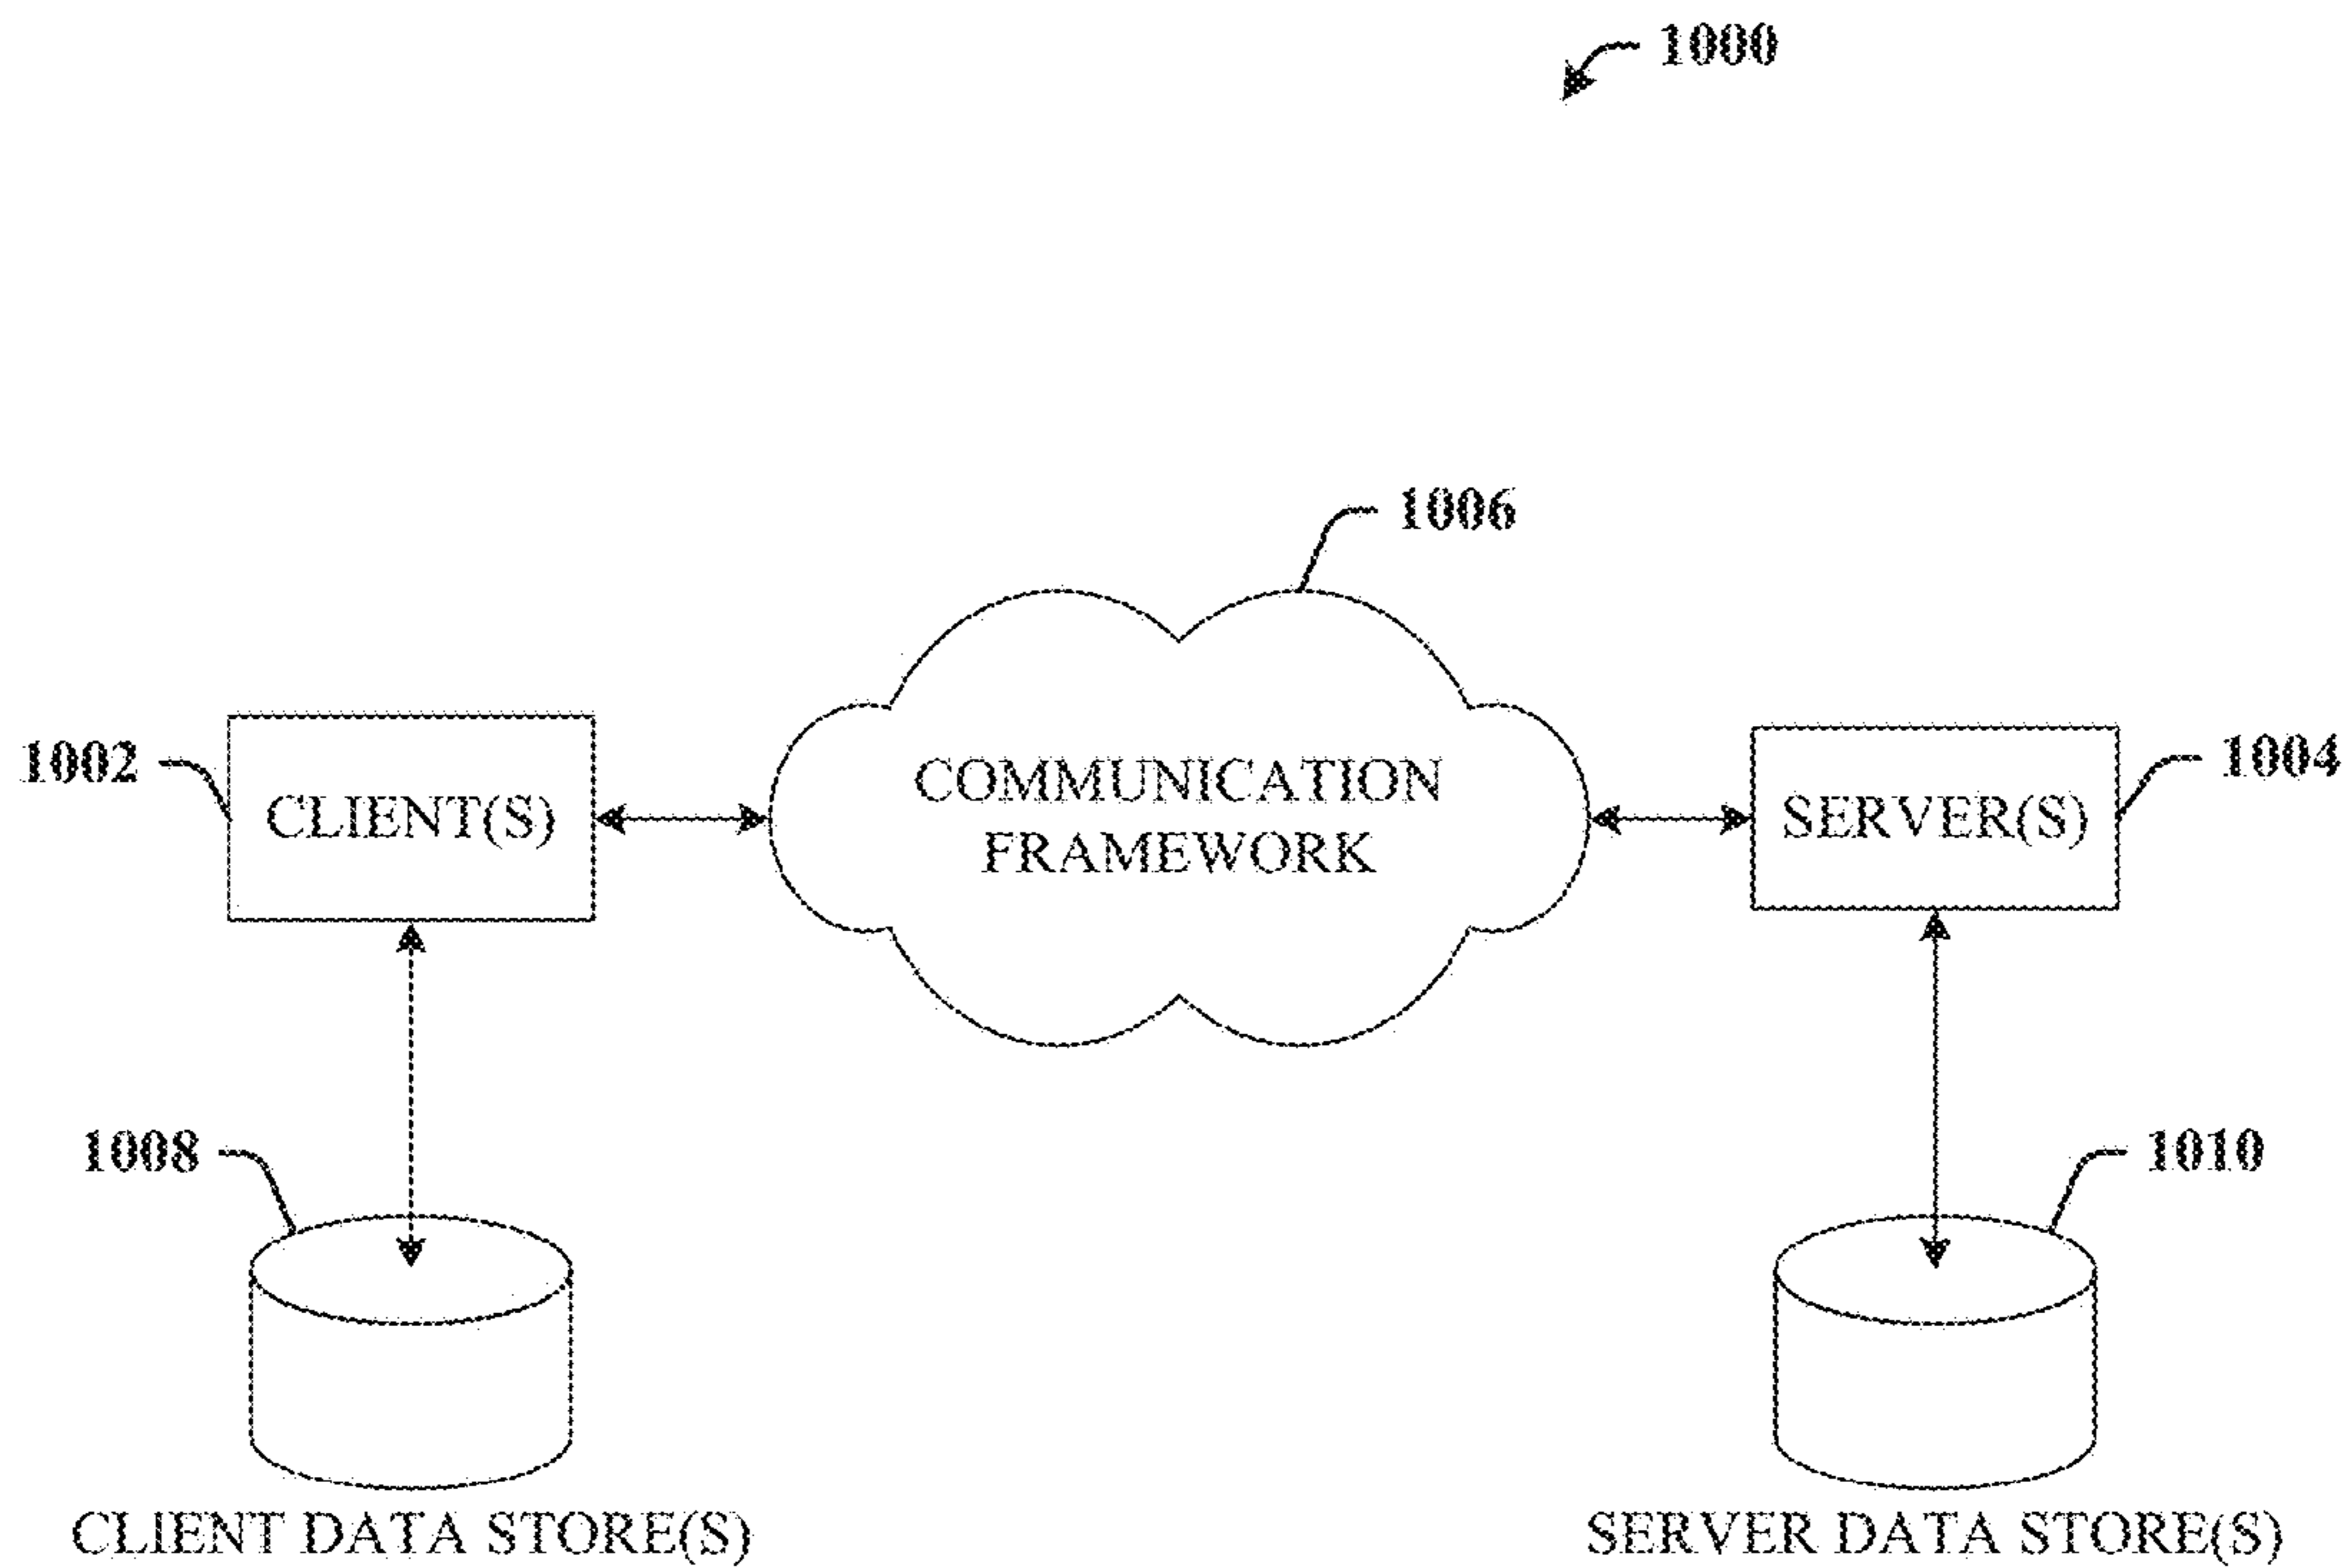 1000
1006
1002
CLIENT(S)
COMMUNICATION
FRAMEWORK
SERVER(S)
1004
1008
1010
CLIENT DATA STORE(S)
SERVER DATA STORE(S)